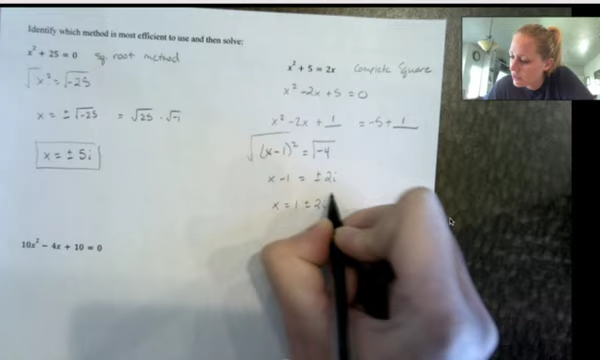 Identify which method is most efficient to use and then solve:
x² + 25 = 0 sq. root method
√x² = √-25
x = ± √-25 = √25 · √-1
x = ± 5i
x² + 5 = 2x Complete Square
x² - 2x + 5 = 0
x² - 2x + 1 = -5 + 1
√(x-1)² = √-4
x - 1 = ± 2i
x = 1 ± 2i
10x² − 4x + 10 = 0